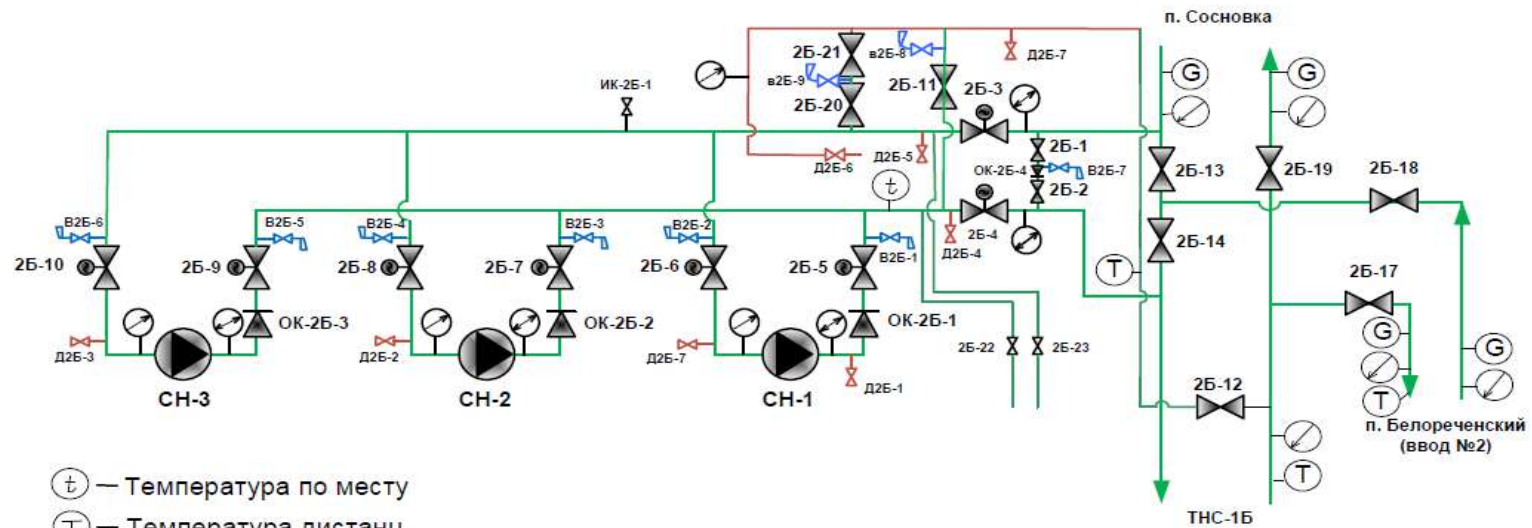 п. Сосновка
2Б-21
в2Б-8
Д2Б-7
G
G
в2Б-9
2Б-11
2Б-3
ИК-2Б-1
2Б-20
2Б-1
Д2Б-5
Д2Б-6
ОК-2Б-4
В2Б-7
2Б-13
2Б-19
2Б-18
t
2Б-2
В2Б-6
В2Б-5
В2Б-4
В2Б-3
В2Б-2
2Б-4
2Б-14
Д2Б-4
В2Б-1
2Б-10
2Б-9
2Б-8
2Б-7
2Б-6
2Б-5
T
2Б-17
ОК-2Б-3
ОК-2Б-2
ОК-2Б-1
G
G
Д2Б-3
Д2Б-2
Д2Б-7
2Б-22
2Б-23
Д2Б-1
2Б-12
T
СН-3
СН-2
СН-1
п. Белореченский
(ввод №2)
T
t — Температура по месту
T — Температура дистанц.
ТНС-1Б